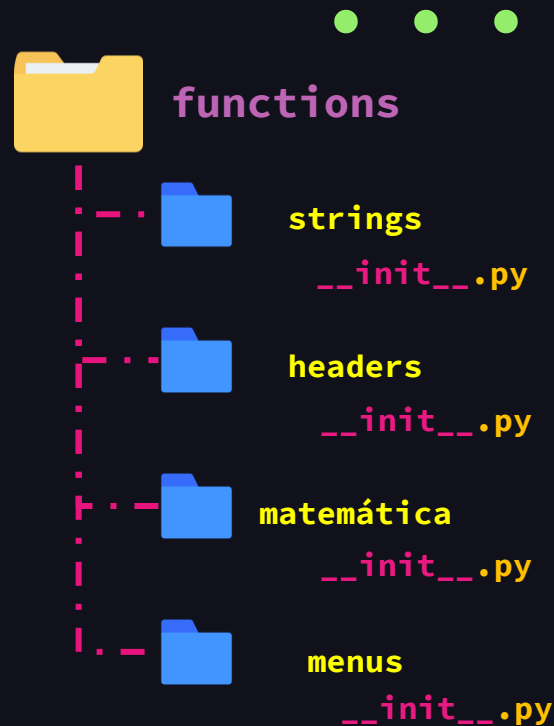 functions
strings
__init__.py
headers
__init__.py
matemática
__init__.py
menus
__init__.py